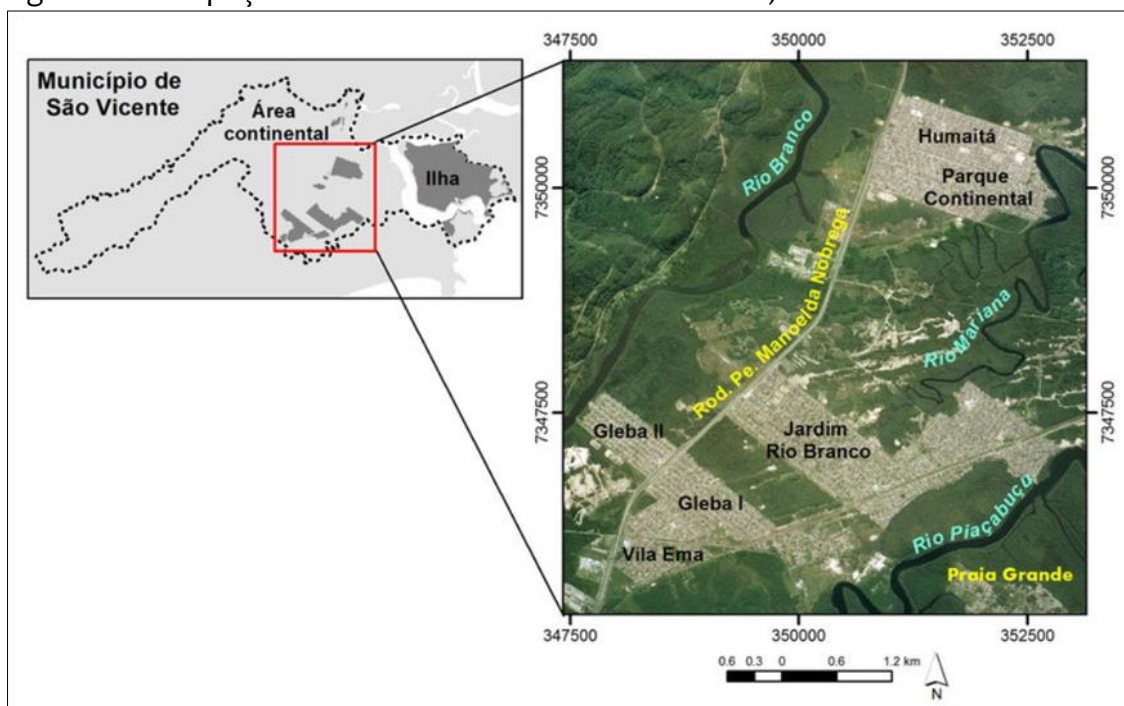 Município de
São Vicente
Área
continental
Ilha
347500
350000
352500
7350000
7347500
7350000
7347500
Rio Branco
Humaitá
Parque
Continental
Rod. Pe. Manoelda Nóbrega
Rio Mariana
Gleba II
Jardim
Rio Branco
Gleba I
Vila Ema
Rio Piaçabuçu
Praia Grande
347500
350000
352500
0.6 0.3 0 0.6 1.2 km
N